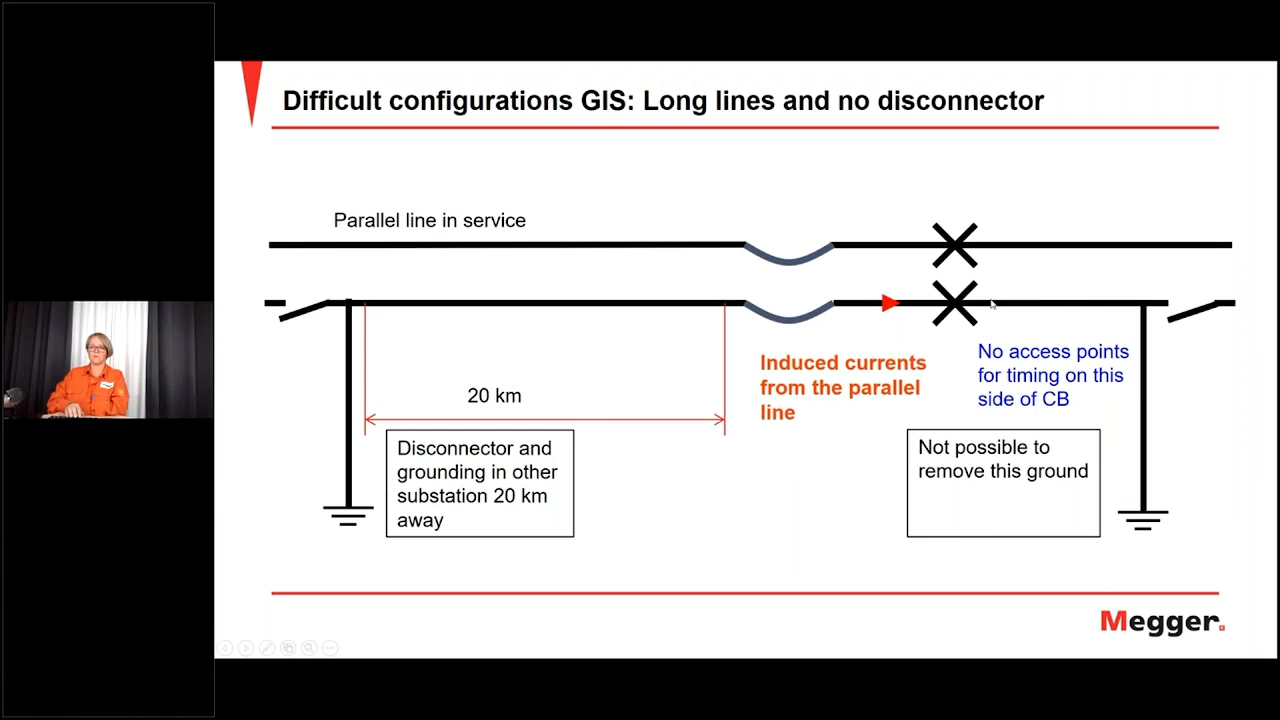 Difficult configurations GIS: Long lines and no disconnector
Parallel line in service
Induced currents
from the parallel
line
No access points
for timing on this
side of CB
20 km
Disconnector and
grounding in other
substation 20 km
away
Not possible to
remove this ground
Megger